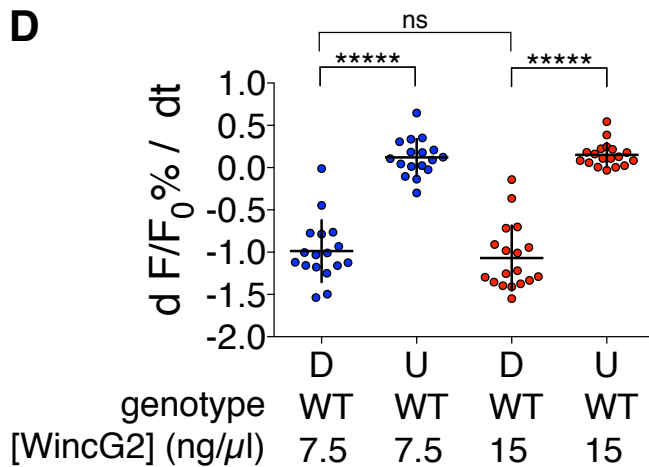 D
ns
***** *****
d F/F₀% / dt
1.0
0.5
0.0
-0.5
-1.0
-1.5
-2.0
D U D U
genotype WT WT WT WT
[WincG2] (ng/µl) 7.5 7.5 15 15